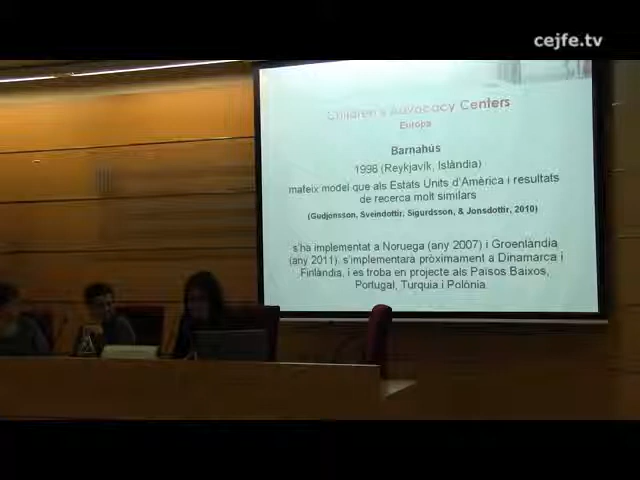 cejfe.tv
Children's Advocacy Centers
Europa
Barnahús
1998 (Reykjavík, Islàndia)
mateix model que als Estats Units d'Amèrica i resultats
de recerca molt similars
(Gudjonsson, Sveindottir, Sigurdsson, & Jonsdottir, 2010)
s'ha implementat a Noruega (any 2007) i Groenlàndia
(any 2011). s'implementarà pròximament a Dinamarca i
Finlàndia, i es troba en projecte als Països Baixos,
Portugal, Turquia i Polònia